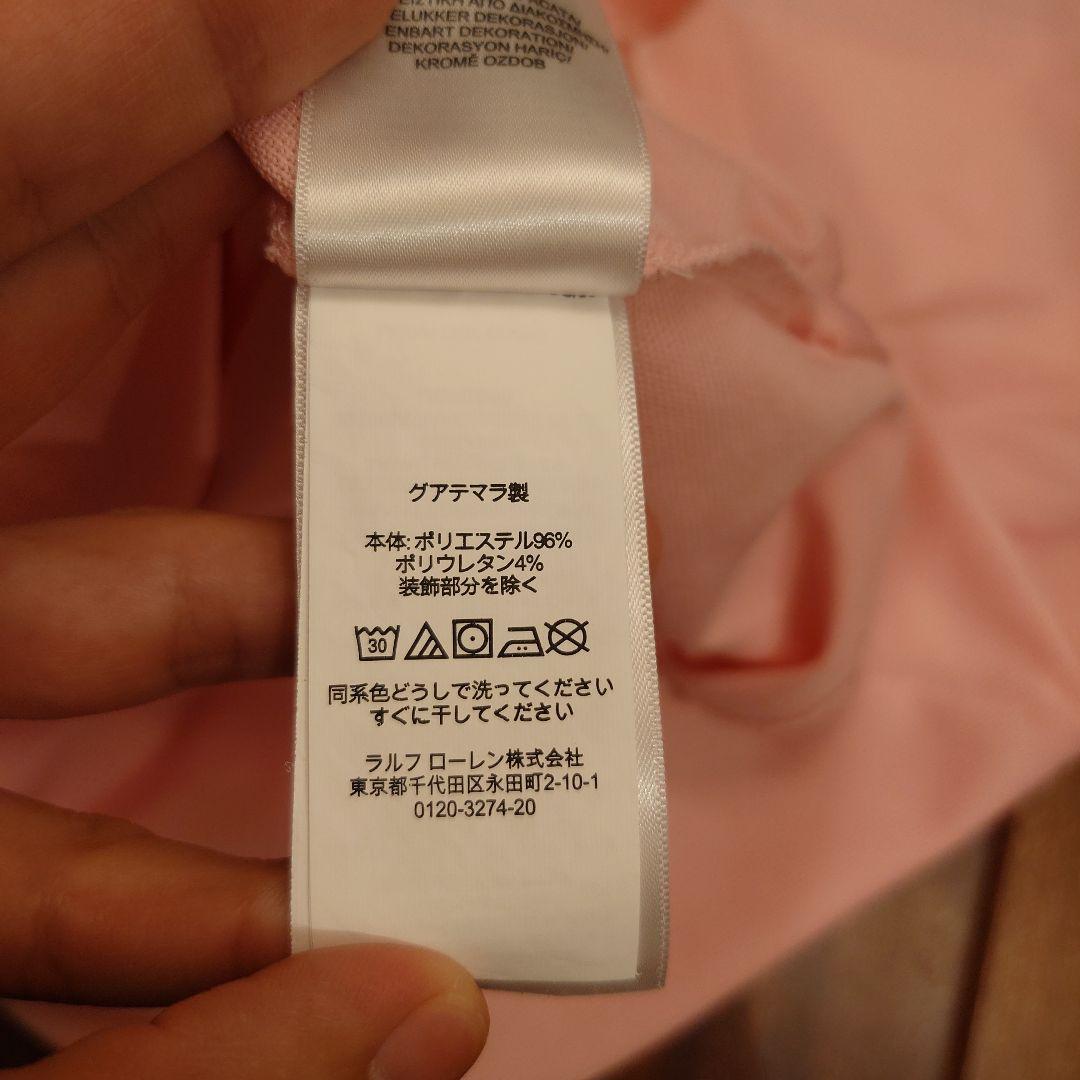 ELUKKER DEKORASJON/
ENBART DEKORATION/
DEKORASYON HARIÇ/
KROMĚ OZDOB
グアテマラ製
本体: ポリエステル96%
ポリウレタン4%
装飾部分を除く
30
同系色どうしで洗ってください
すぐに干してください
ラルフ ローレン株式会社
東京都千代田区永田町2-10-1
0120-3274-20